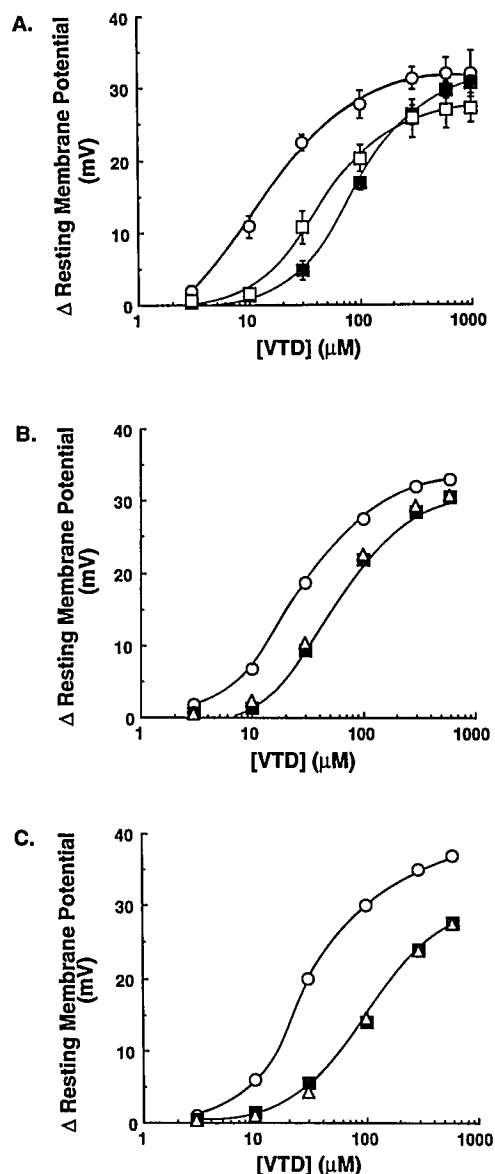 A.
Δ Resting Membrane Potential
(mV)
40
30
20
10
0
1
10
100
1000
[VTD] (μM)
B.
Δ Resting Membrane Potential
(mV)
40
30
20
10
0
1
10
100
1000
[VTD] (μM)
C.
Δ Resting Membrane Potential
(mV)
40
30
20
10
0
1
10
100
1000
[VTD] (μM)